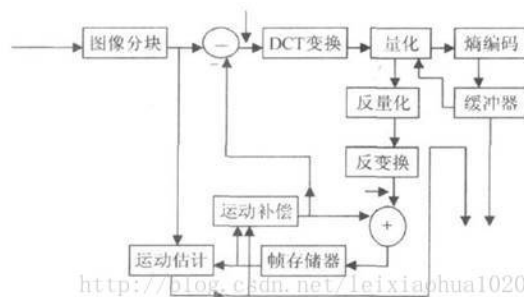 图像分块
−
−
DCT变换
量化
熵编码
反量化
缓冲器
反变换
运动补偿
+
运动估计
帧存储器
http://blog.csdn.net/leixiaohua1020